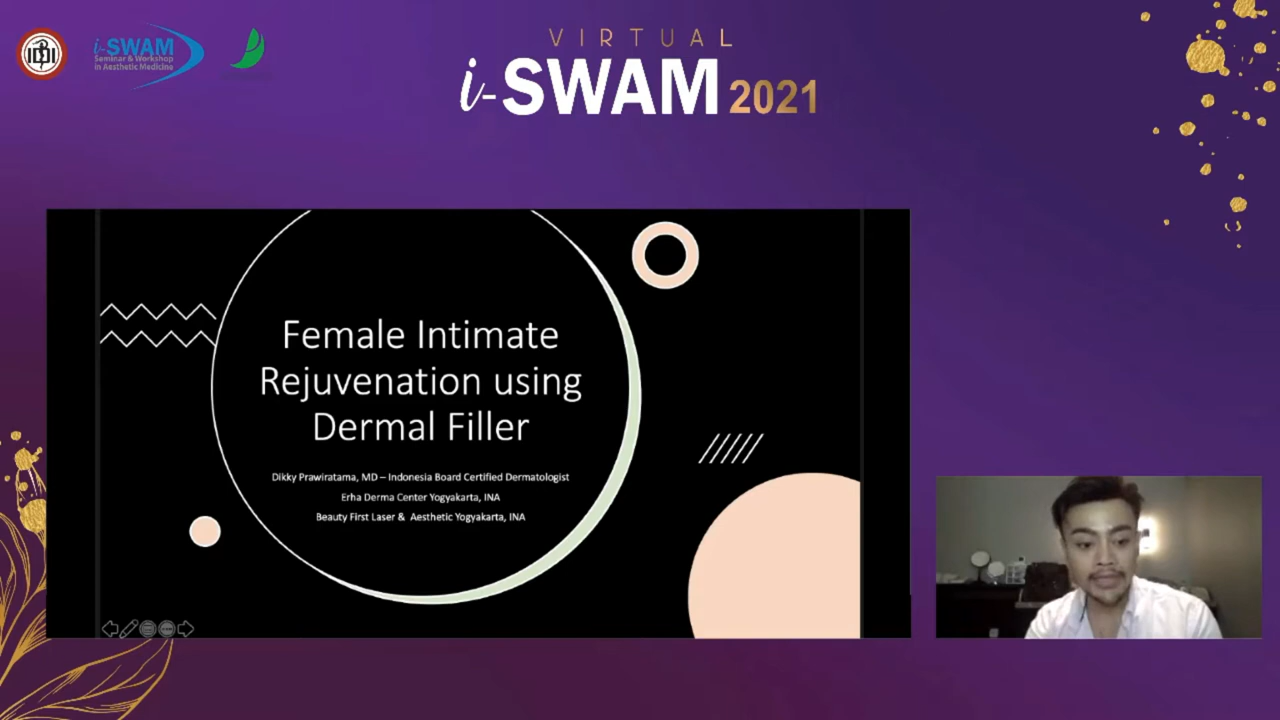 IDI
i-SWAM
Seminar & Workshop
in Aesthetic Medicine
VIRTUAL
i-SWAM 2021
Female Intimate
Rejuvenation using
Dermal Filler
Dikky Prawiratama, MD – Indonesia Board Certified Dermatologist
Erha Derma Center Yogyakarta, INA
Beauty First Laser & Aesthetic Yogyakarta, INA